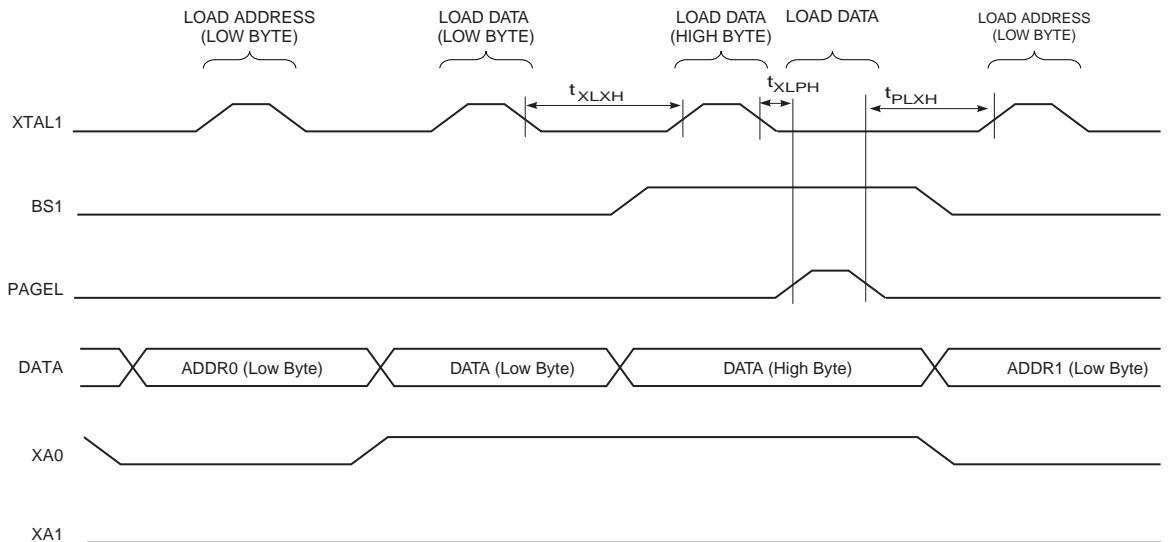 LOAD ADDRESS
(LOW BYTE)
LOAD DATA
(LOW BYTE)
LOAD DATA
(HIGH BYTE)
LOAD DATA
LOAD ADDRESS
(LOW BYTE)
tXLXH
tXLPH
tPLXH
XTAL1
BS1
PAGEL
DATA
ADDR0 (Low Byte)
DATA (Low Byte)
DATA (High Byte)
ADDR1 (Low Byte)
XA0
XA1